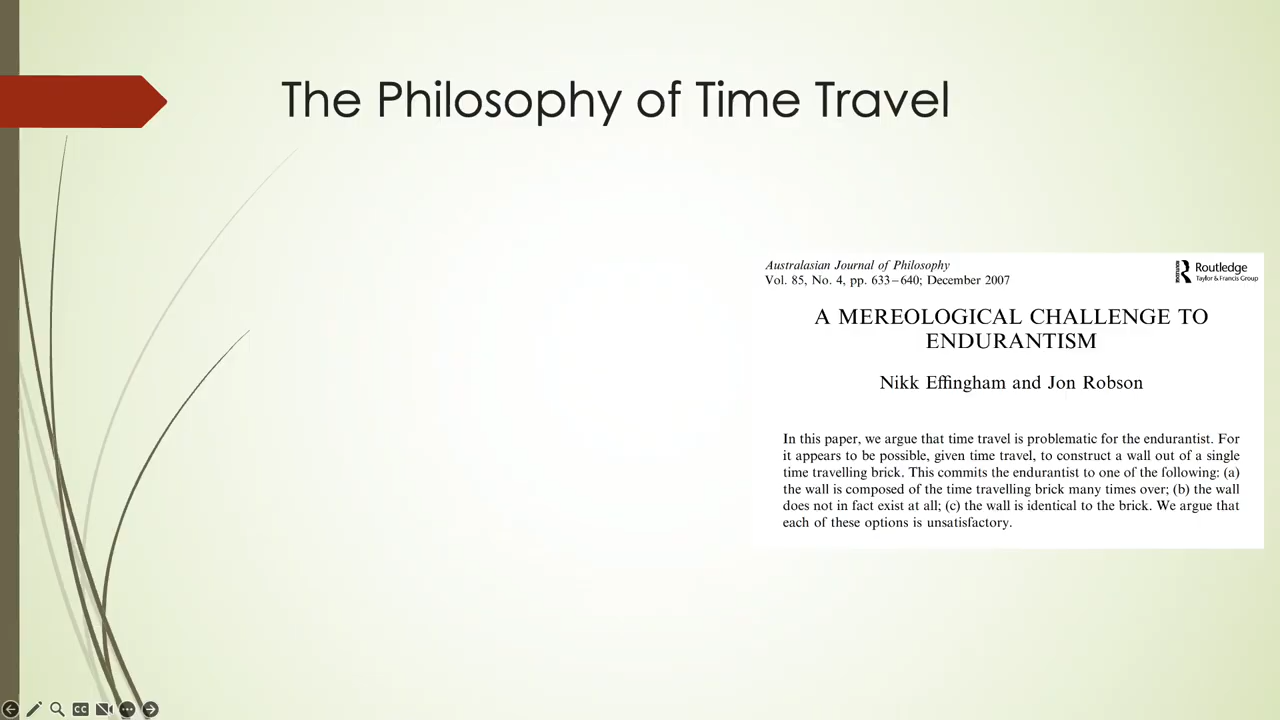 The Philosophy of Time Travel
Australasian Journal of Philosophy
Vol. 85, No. 4, pp. 633–640; December 2007
Routledge
Taylor & Francis Group
A MEREOLOGICAL CHALLENGE TO
ENDURANTISM
Nikk Effingham and Jon Robson
In this paper, we argue that time travel is problematic for the endurantist. For
it appears to be possible, given time travel, to construct a wall out of a single
time travelling brick. This commits the endurantist to one of the following: (a)
the wall is composed of the time travelling brick many times over; (b) the wall
does not in fact exist at all; (c) the wall is identical to the brick. We argue that
each of these options is unsatisfactory.
CC